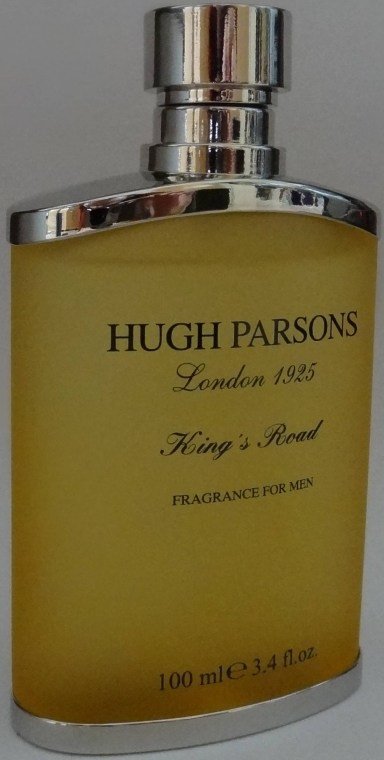 HUGH PARSONS
London 1925
King's Road
FRAGRANCE FOR MEN
100 ml ℮ 3.4 fl.oz.